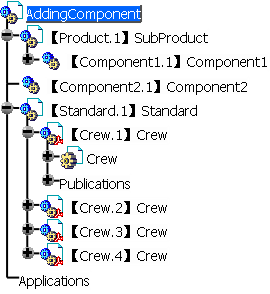 AddingComponent
【Product.1】SubProduct
【Component1.1】Component1
【Component2.1】Component2
【Standard.1】Standard
【Crew.1】Crew
Crew
Publications
【Crew.2】Crew
【Crew.3】Crew
【Crew.4】Crew
Applications